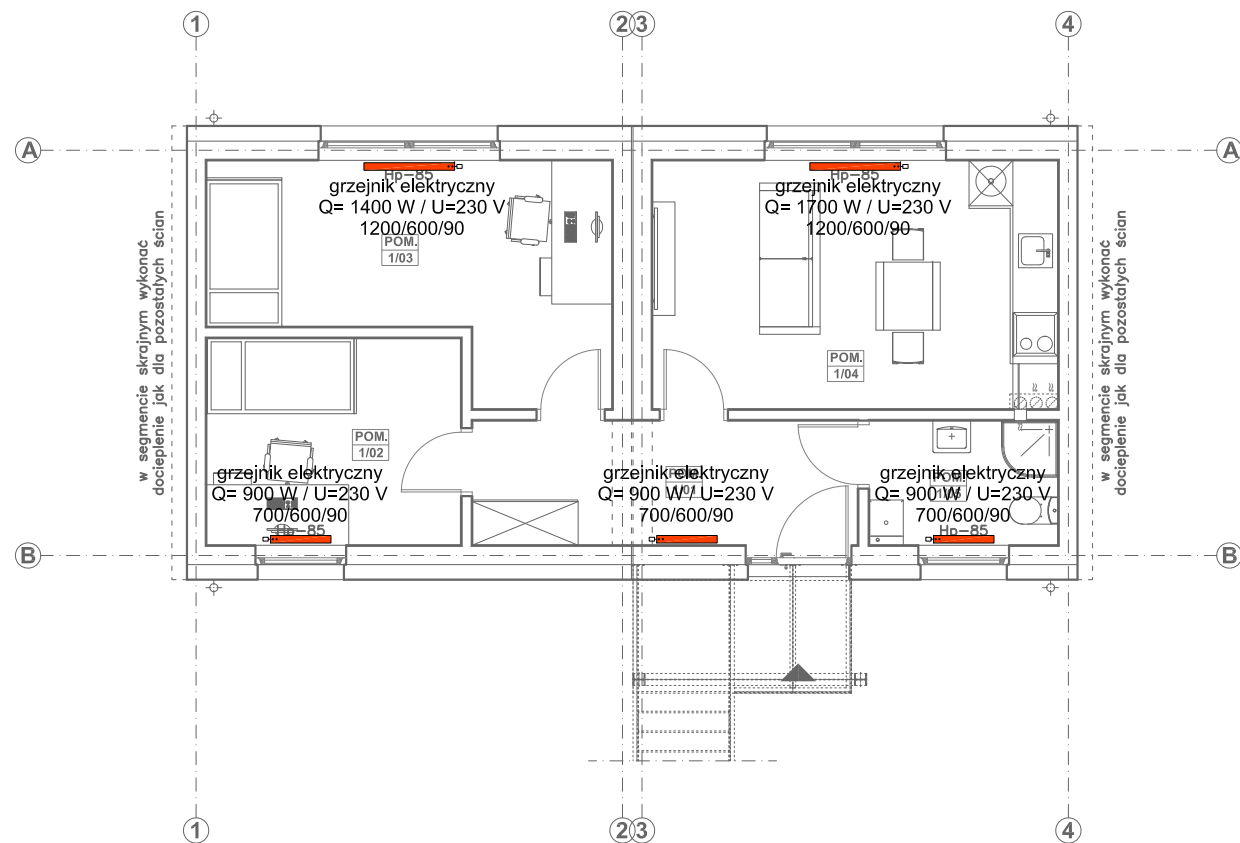 1
2
3
4
A
A
Hp-85
grzejnik elektryczny
Q= 1400 W / U=230 V
1200/600/90
POM.
1/03
grzejnik elektryczny
Q= 1700 W / U=230 V
1200/600/90
w segmencie skrajnym wykonać
docieplenie jak dla pozostałych ścian
w segmencie skrajnym wykonać
docieplenie jak dla pozostałych ścian
POM.
1/04
POM.
1/02
grzejnik elektryczny
Q= 900 W / U=230 V
700/600/90
Hp-85
grzejnik elektryczny
Q= 900 W / U=230 V
700/600/90
grzejnik elektryczny
Q= 900 W / U=230 V
700/600/90
Hp-85
B
B
1
2
3
4